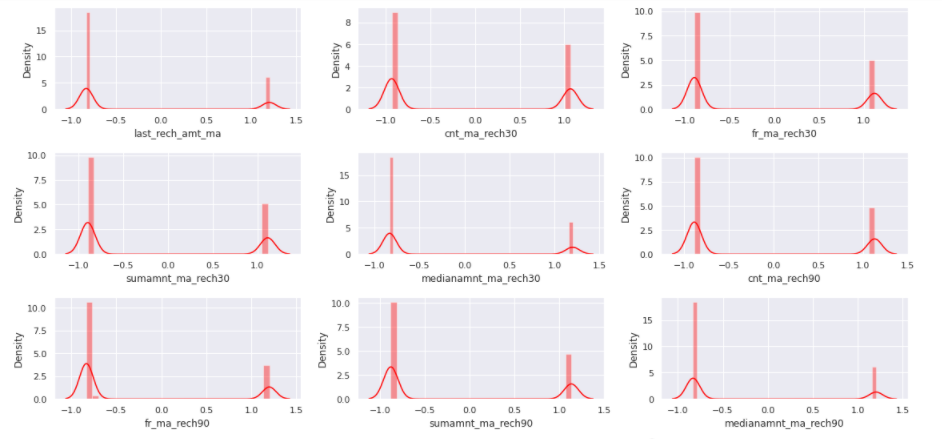 Density
15
10
5
0
−1.0 −0.5 0.0 0.5 1.0 1.5
last_rech_amt_ma
Density
8
6
4
2
0
−1.0 −0.5 0.0 0.5 1.0
cnt_ma_rech30
Density
10.0
7.5
5.0
2.5
0.0
−1.0 −0.5 0.0 0.5 1.0 1.5
fr_ma_rech30
Density
10.0
7.5
5.0
2.5
0.0
−1.0 −0.5 0.0 0.5 1.0
sumamnt_ma_rech30
Density
15
10
5
0
−1.0 −0.5 0.0 0.5 1.0 1.5
medianamnt_ma_rech30
Density
10.0
7.5
5.0
2.5
0.0
−1.0 −0.5 0.0 0.5 1.0 1.5
cnt_ma_rech90
Density
10.0
7.5
5.0
2.5
0.0
−1.0 −0.5 0.0 0.5 1.0 1.5
fr_ma_rech90
Density
10.0
7.5
5.0
2.5
0.0
−1.0 −0.5 0.0 0.5 1.0 1.5
sumamnt_ma_rech90
Density
15
10
5
0
−1.0 −0.5 0.0 0.5 1.0 1.5
medianamnt_ma_rech90